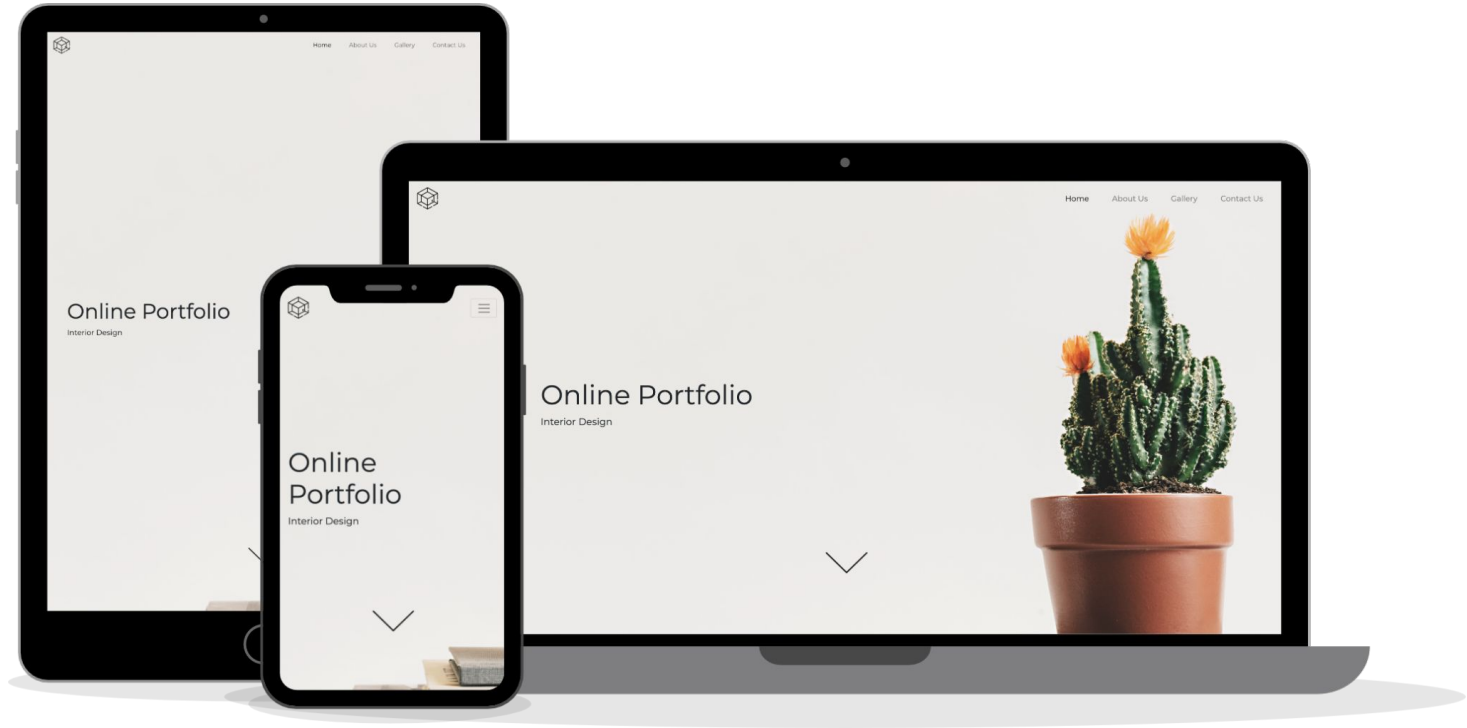 Home About Us Gallery Contact Us
Online Portfolio
Interior Design
Online
Portfolio
Interior Design
Home About Us Gallery Contact Us
Online Portfolio
Interior Design